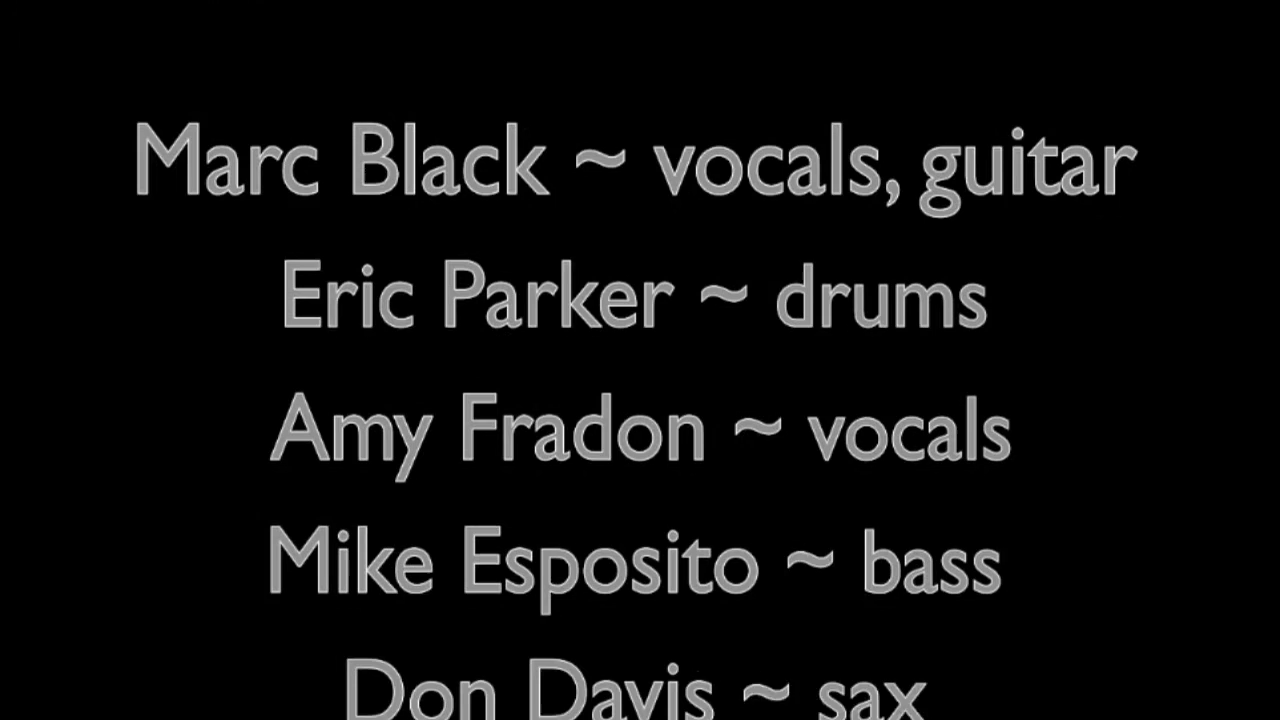 Marc Black ~ vocals, guitar
Eric Parker ~ drums
Amy Fradon ~ vocals
Mike Esposito ~ bass
Don Davis ~ sax